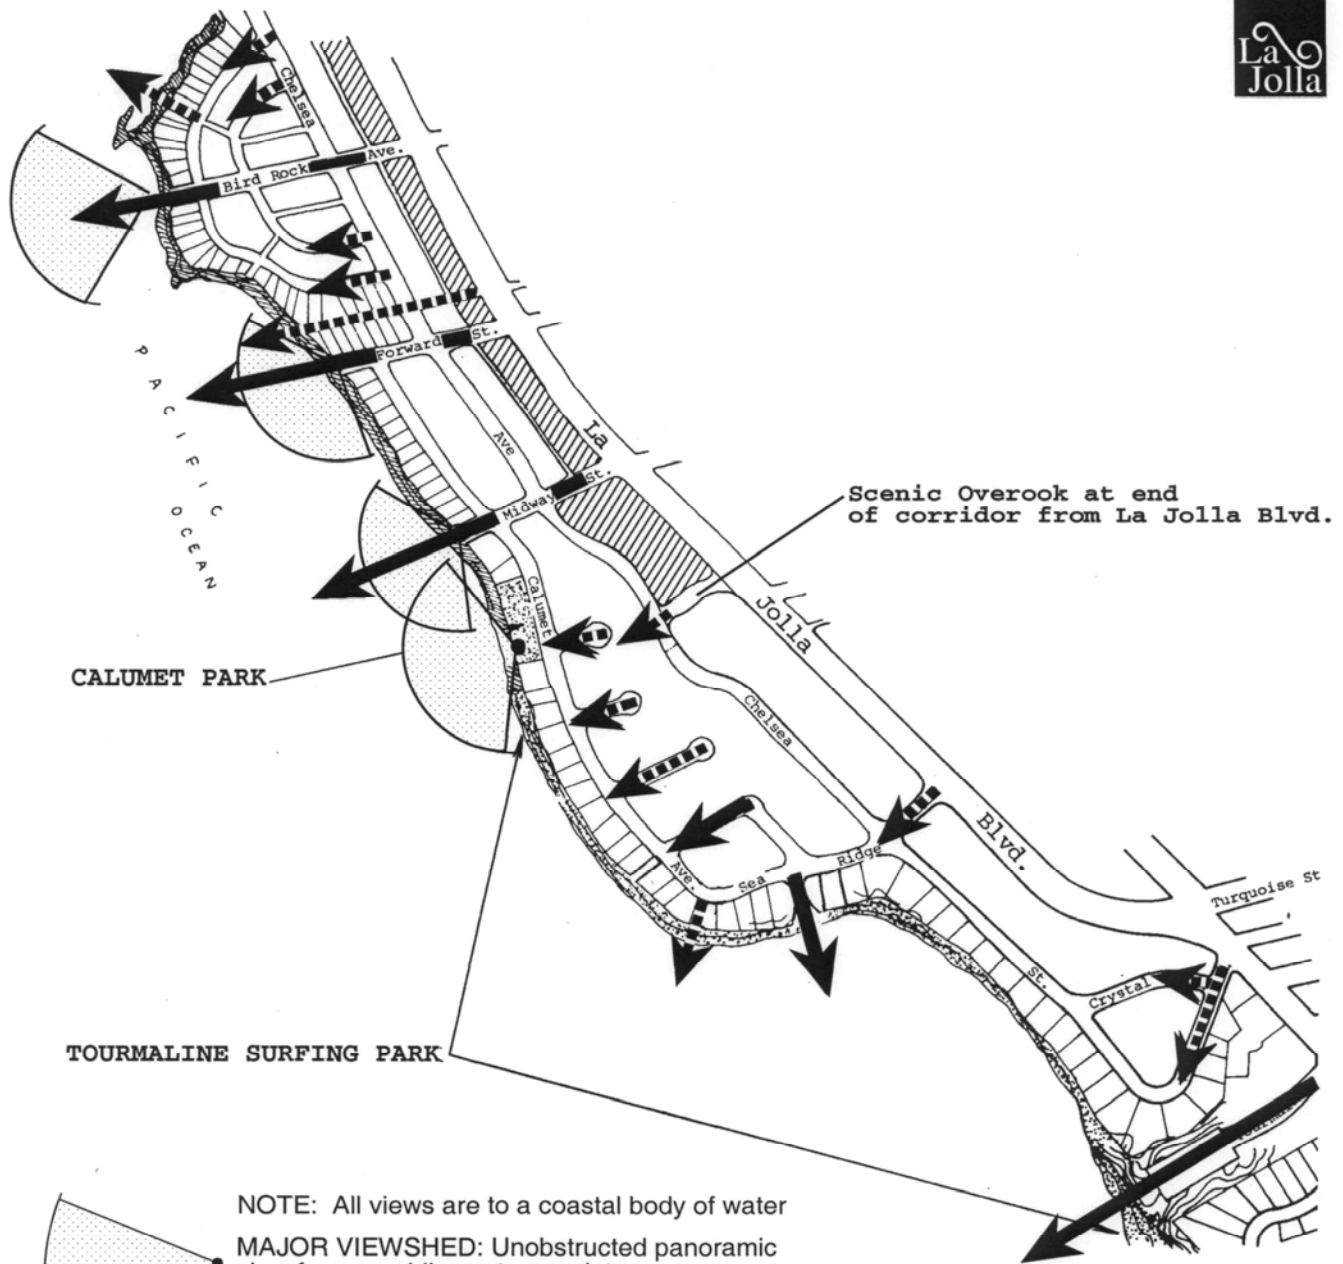 La
Jolla
Chelsea
Bird Rock Ave.
PACIFIC
OCEAN
Forward St.
Ave
La
Midway St.
Scenic Overook at end
of corridor from La Jolla Blvd.
Calumet
Jolla
CALUMET PARK
Chelsea
Blvd.
Ave.
Sea Ridge
Turquoise St
St.
Crystal
TOURMALINE SURFING PARK
NOTE: All views are to a coastal body of water
MAJOR VIEWSHED: Unobstructed panoramic